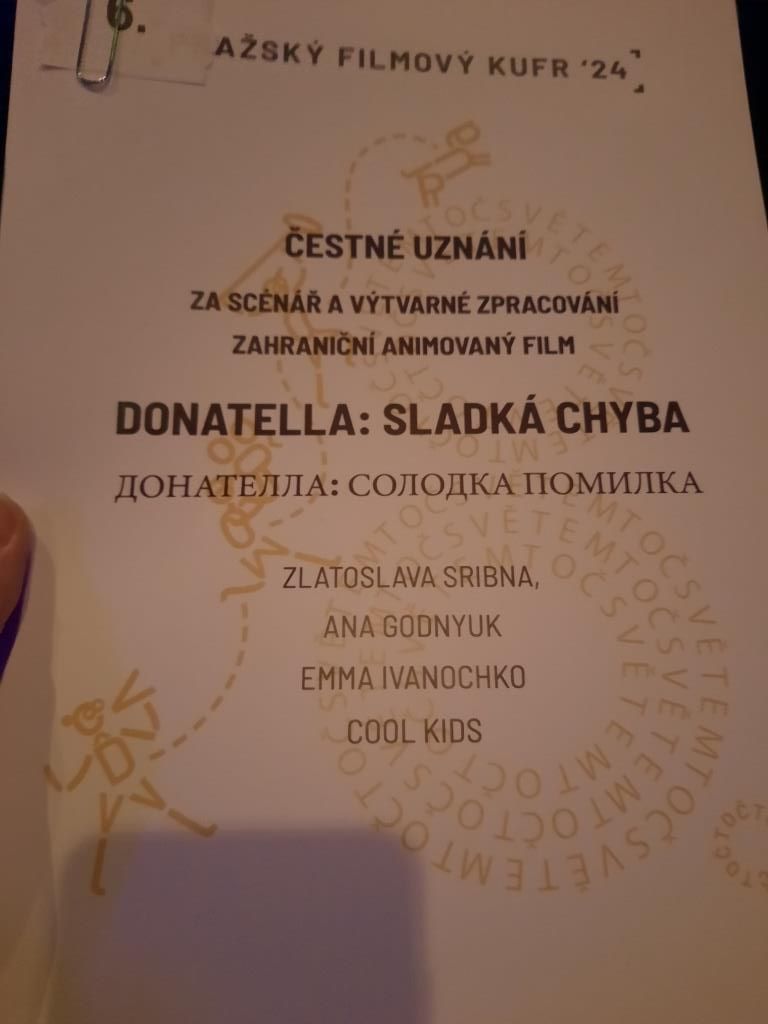 6.
AŽSKÝ FILMOVÝ KUFR '24
ČESTNÉ UZNÁNÍ
ZA SCÉNÁŘ A VÝTVARNÉ ZPRACOVÁNÍ
ZAHRANIČNÍ ANIMOVANÝ FILM
DONATELLA: SLADKÁ CHYBA
ДОНАТЕЛЛА: СОЛОДКА ПОМИЛКА
ZLATOSLAVA SRIBNA,
ANA GODNYUK
EMMA IVANOCHKO
COOL KIDS